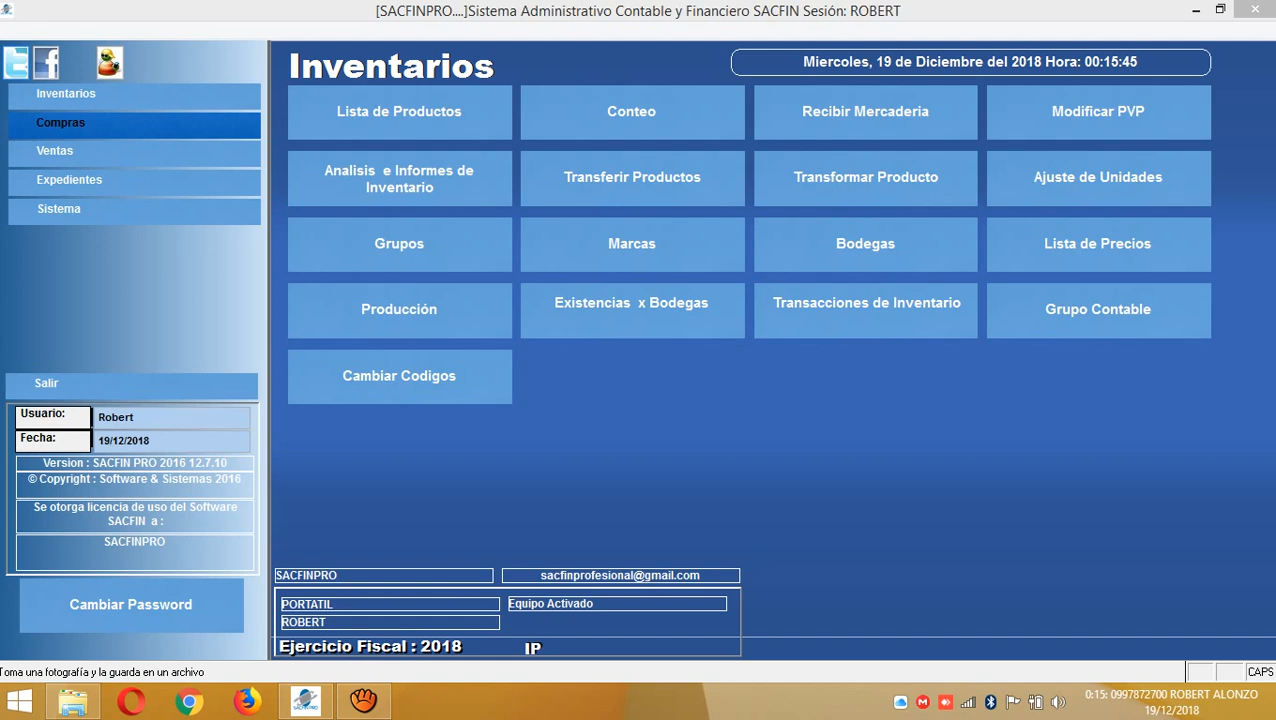 [SACFINPRO....]Sistema Administrativo Contable y Financiero SACFIN Sesión: ROBERT
Inventarios
Compras
Ventas
Expedientes
Sistema
Salir
Usuario: Robert
Fecha: 19/12/2018
Version : SACFIN PRO 2016 12.7.10
© Copyright : Software & Sistemas 2016
Se otorga licencia de uso del Software
SACFIN a :
SACFINPRO
Cambiar Password
Inventarios
Miercoles, 19 de Diciembre del 2018 Hora: 00:15:45
Lista de Productos
Conteo
Recibir Mercaderia
Modificar PVP
Analisis e Informes de
Inventario
Transferir Productos
Transformar Producto
Ajuste de Unidades
Grupos
Marcas
Bodegas
Lista de Precios
Producción
Existencias x Bodegas
Transacciones de Inventario
Grupo Contable
Cambiar Codigos
SACFINPRO
sacfinprofesional@gmail.com
PORTATIL
Equipo Activado
ROBERT
Ejercicio Fiscal : 2018
IP
Toma una fotografía y la guarda en un archivo
CAPS
0:15: 0997872700 ROBERT ALONZO
19/12/2018